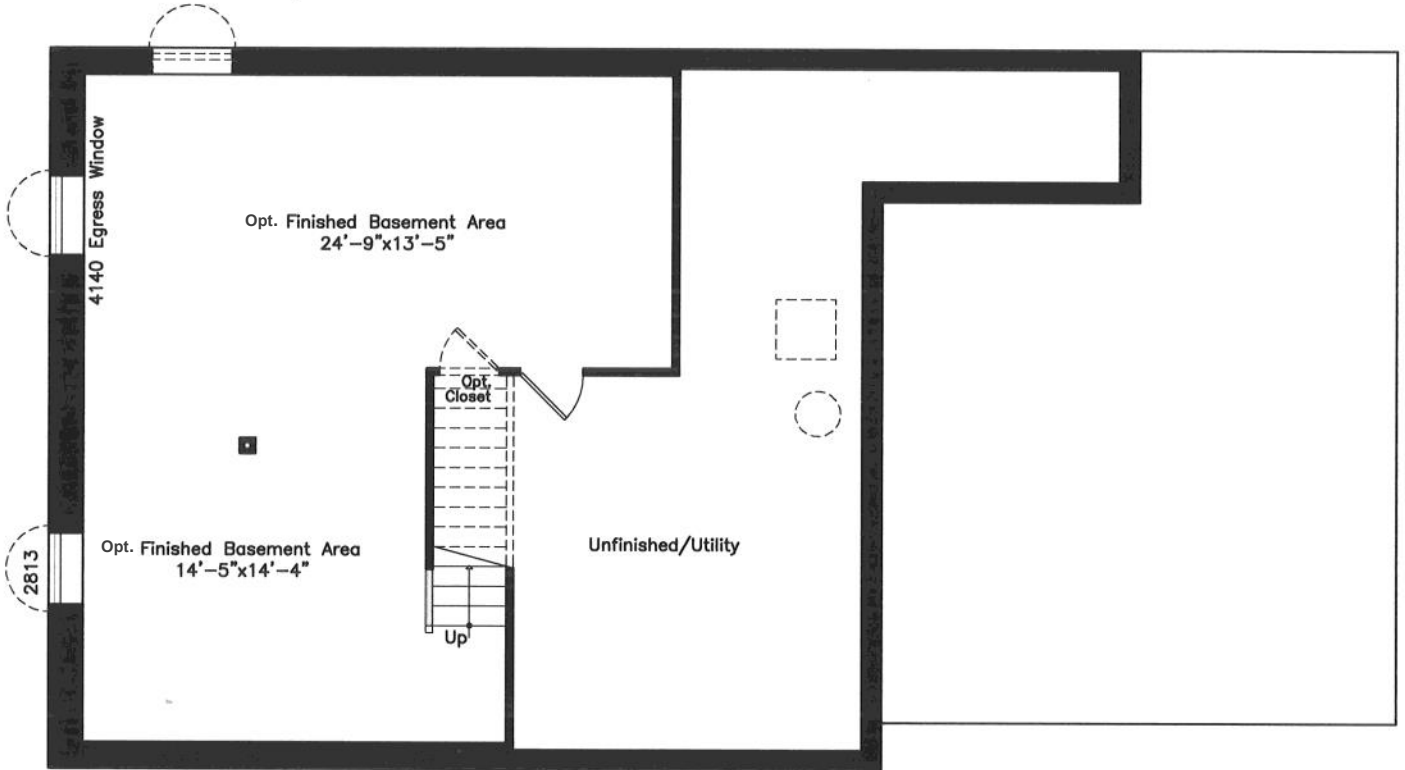 4140 Egress Window
Opt. Finished Basement Area
24'-9"x13'-5"
Opt.
Closet
Opt. Finished Basement Area
14'-5"x14'-4"
2813
Unfinished/Utility
Up